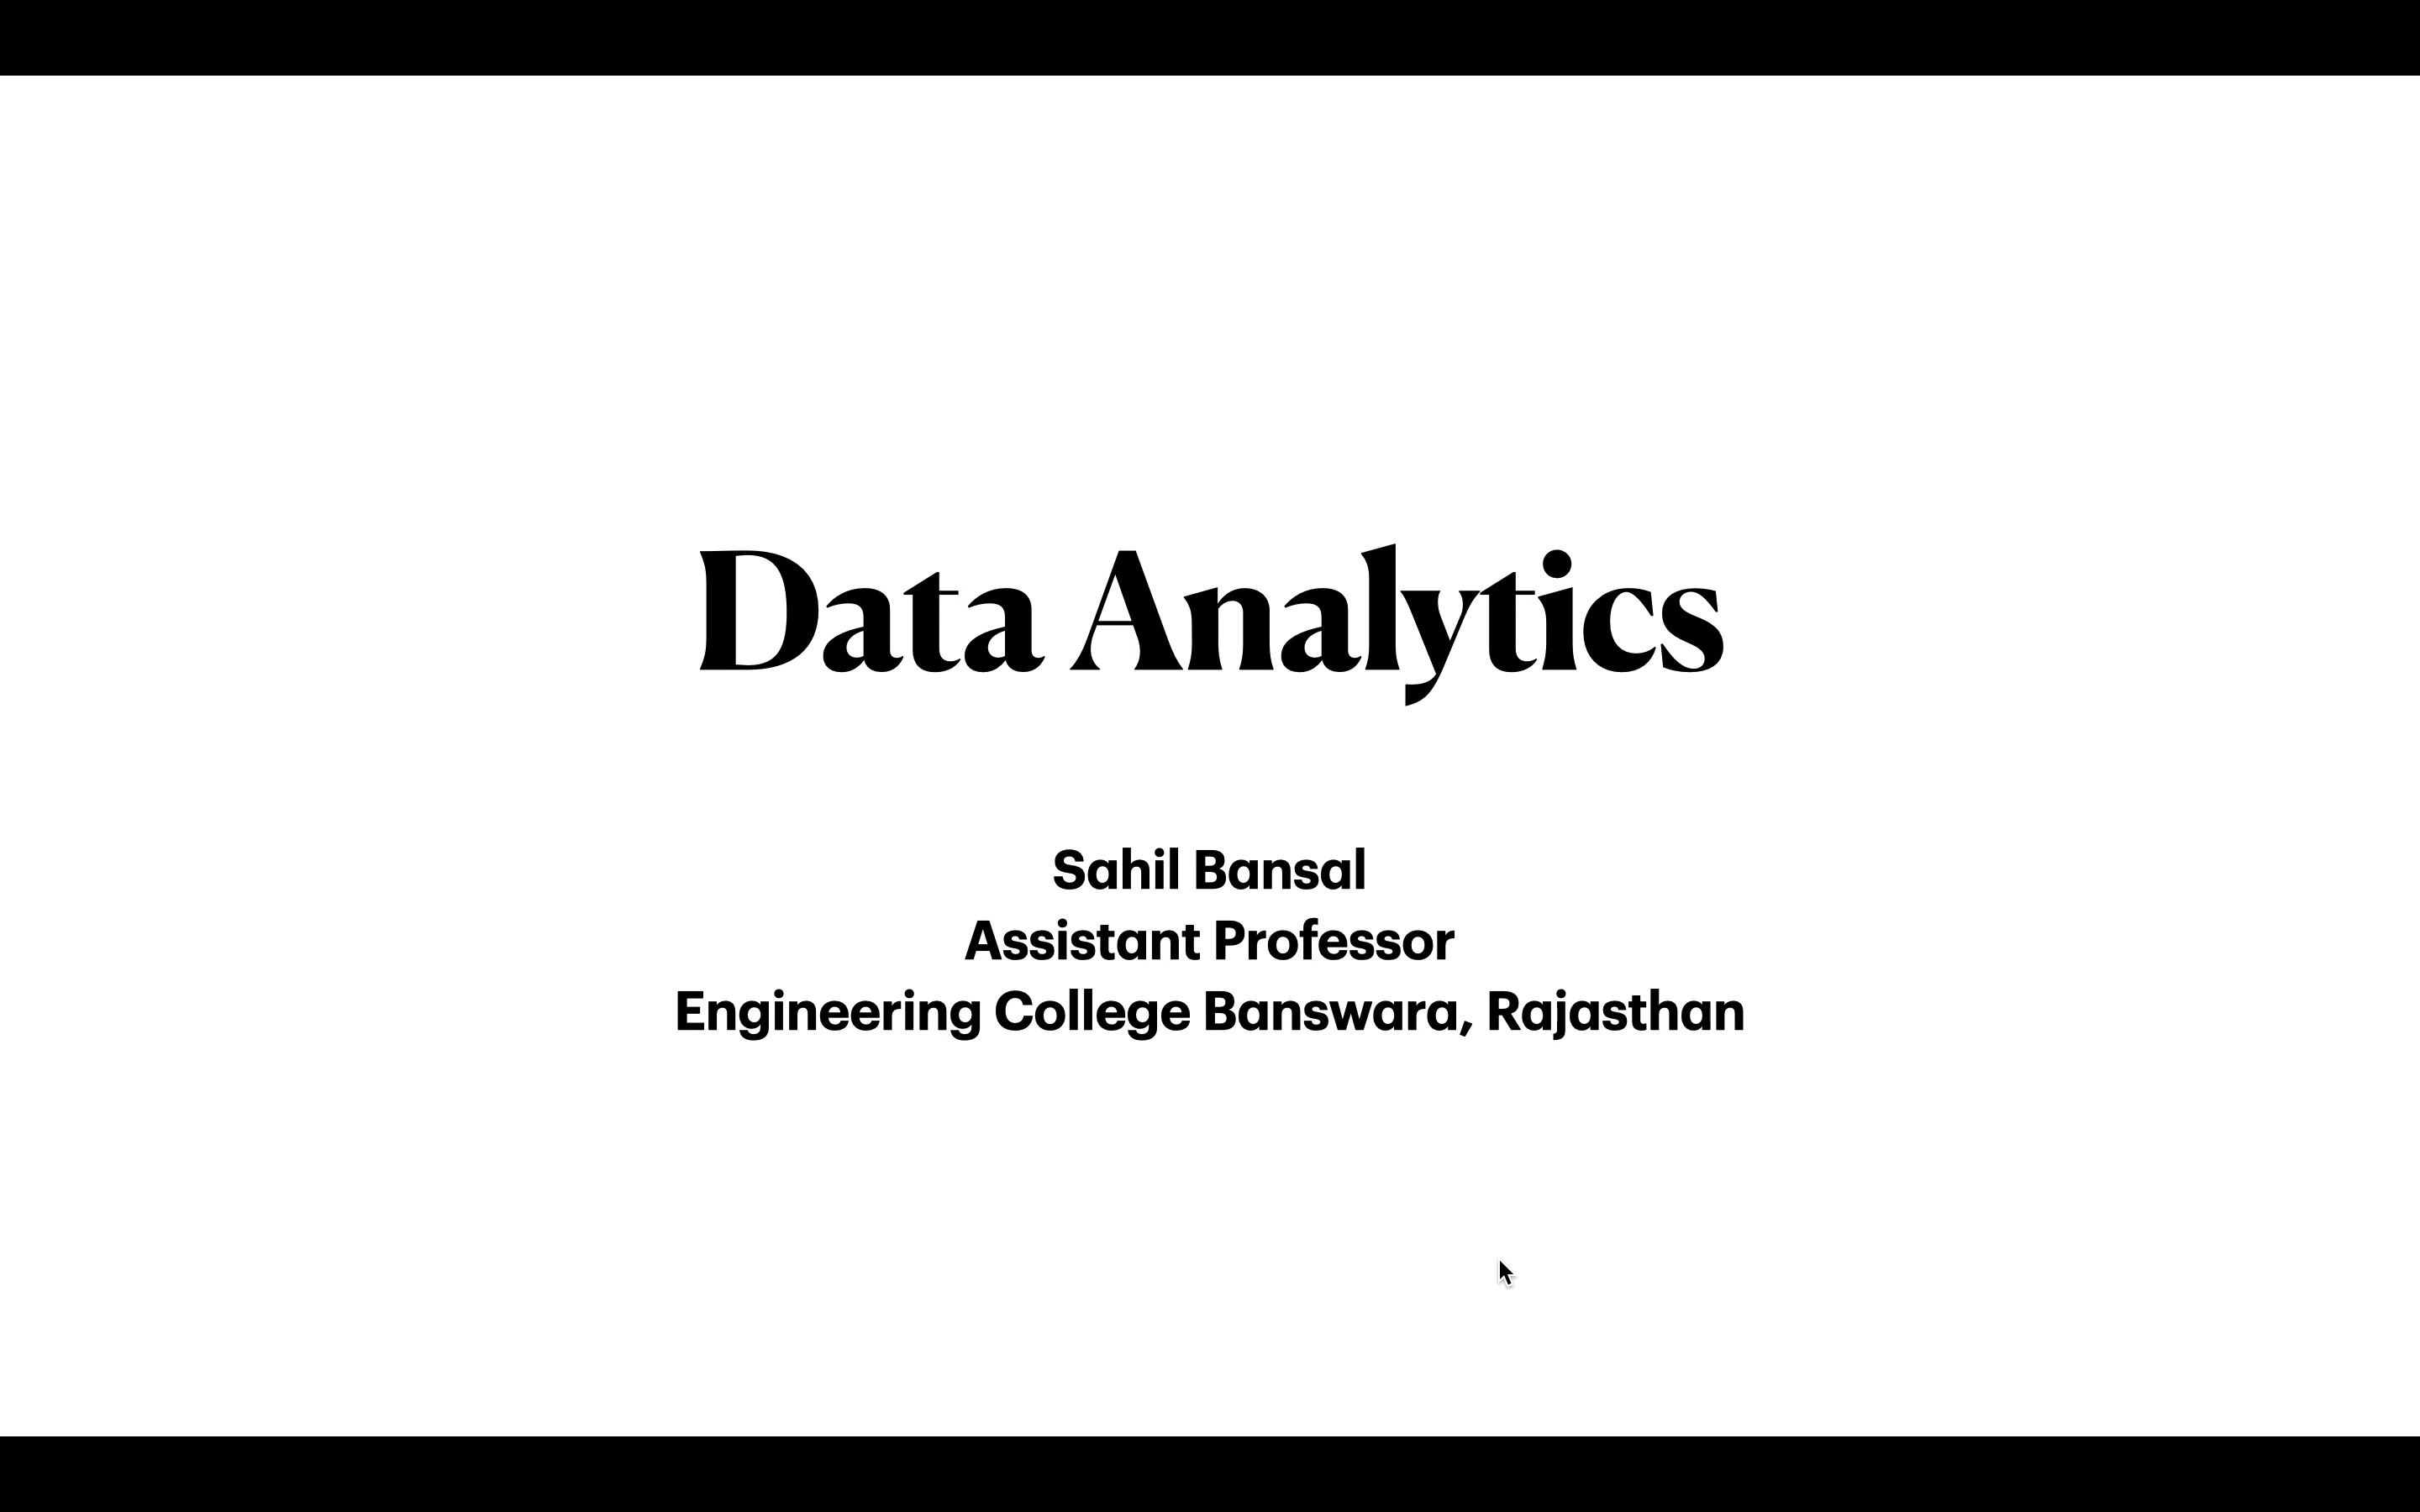 Data Analytics
Sahil Bansal
Assistant Professor
Engineering College Banswara, Rajasthan